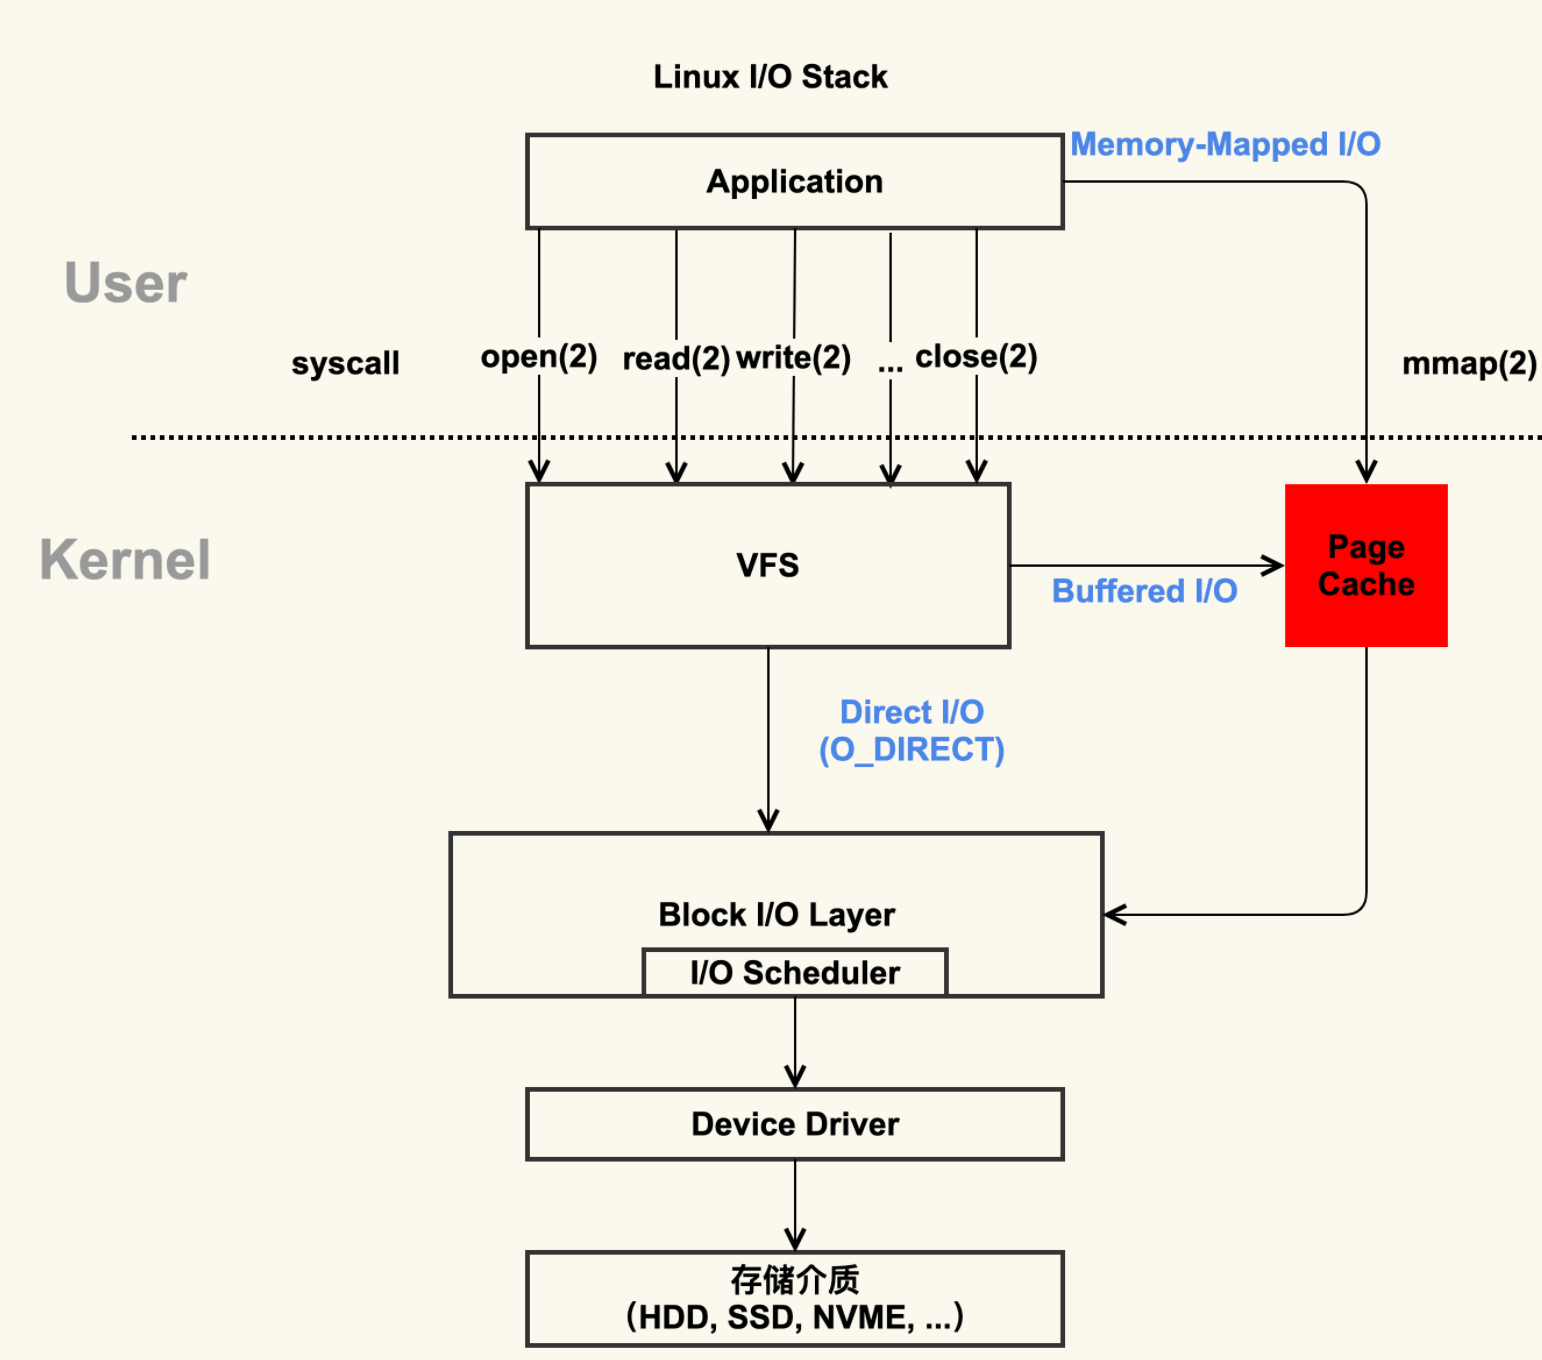 Linux I/O Stack
Application
Memory-Mapped I/O
User
syscall
open(2)
read(2)
write(2)
...
close(2)
mmap(2)
Kernel
VFS
Buffered I/O
Page
Cache
Direct I/O
(O_DIRECT)
Block I/O Layer
I/O Scheduler
Device Driver
存储介质
（HDD, SSD, NVME, ...）